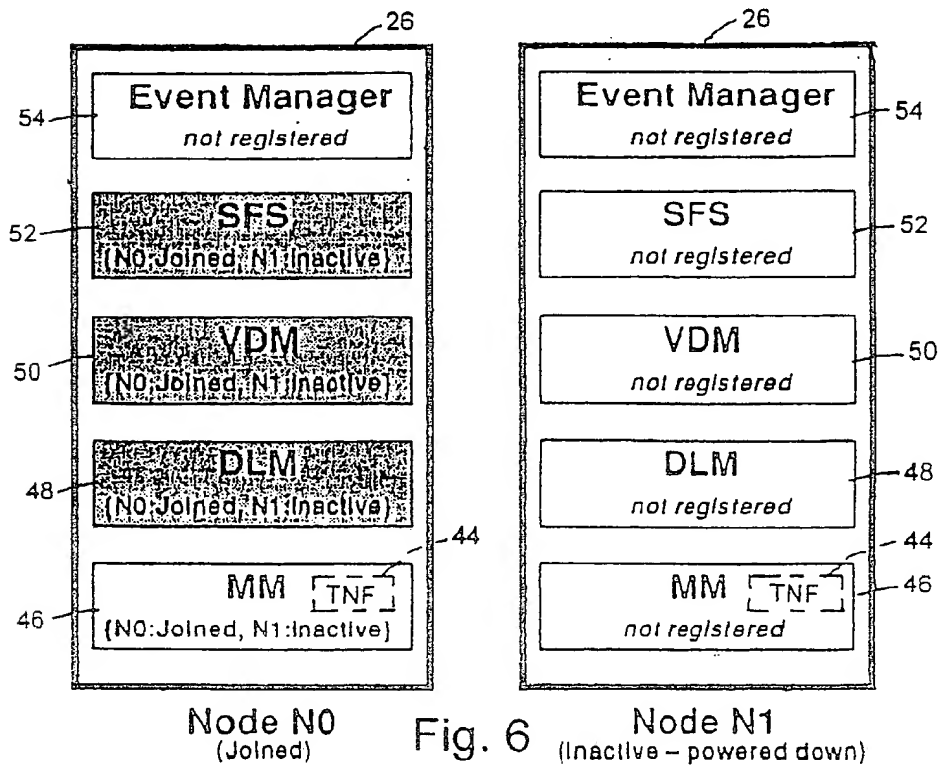 26
Event Manager
not registered
54
SFS
{N0:Joined, N1:Inactive}
52
VDM
{N0:Joined, N1:Inactive}
50
DLM
{N0:Joined, N1:Inactive}
48
44
MM
TNF
{N0:Joined, N1:Inactive}
46
Node N0
(Joined)
26
Event Manager
not registered
54
SFS
not registered
52
VDM
not registered
50
DLM
not registered
48
44
MM
TNF
not registered
46
Node N1
(Inactive – powered down)
Fig. 6